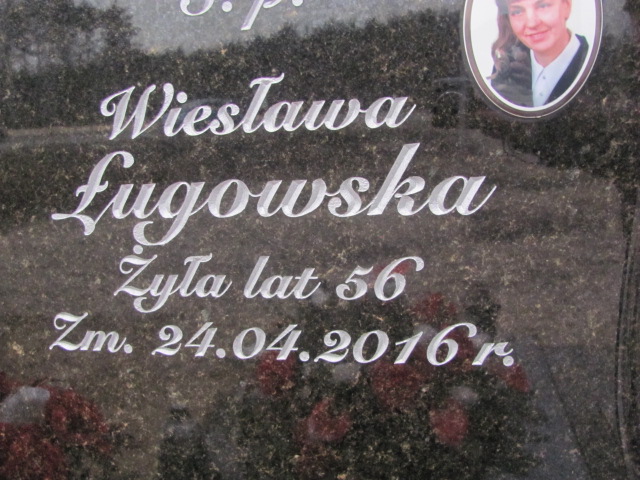 Ś.p.
Wiesława
Ługowska
Żyła lat 56
Zm. 24.04.2016 r.